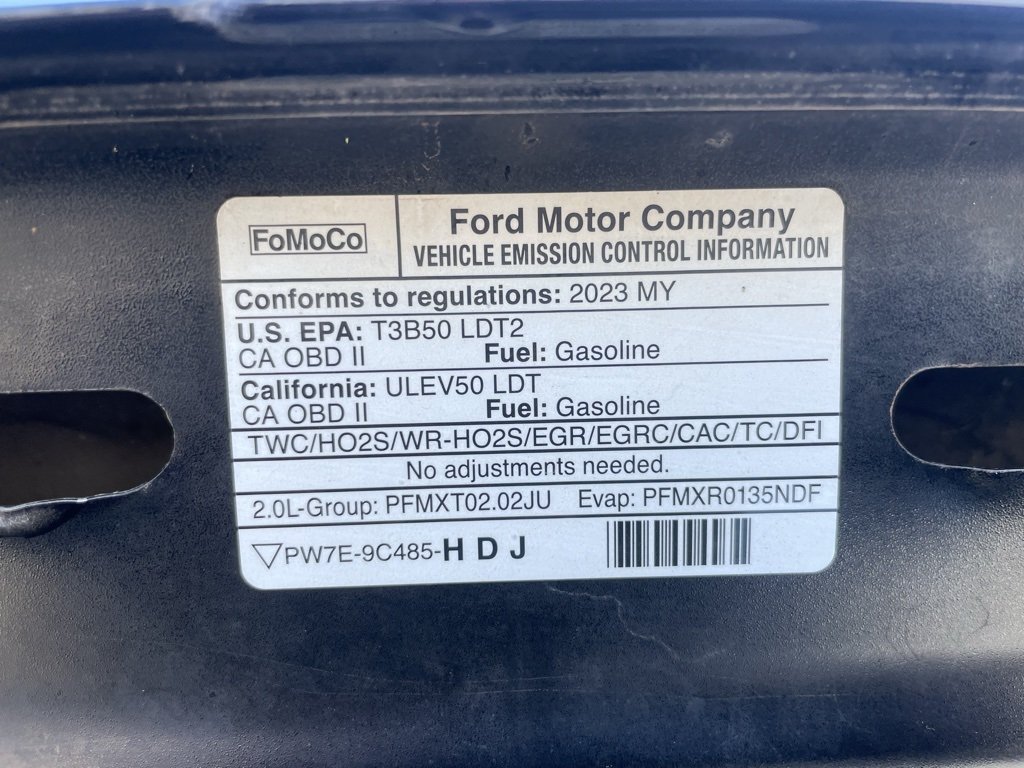 FoMoCo
Ford Motor Company
VEHICLE EMISSION CONTROL INFORMATION
Conforms to regulations: 2023 MY
U.S. EPA: T3B50 LDT2
CA OBD II Fuel: Gasoline
California: ULEV50 LDT
CA OBD II Fuel: Gasoline
TWC/HO2S/WR-HO2S/EGR/EGRC/CAC/TC/DFI
No adjustments needed.
2.0L-Group: PFMXT02.02JU Evap: PFMXR0135NDF
PW7E-9C485-H D J